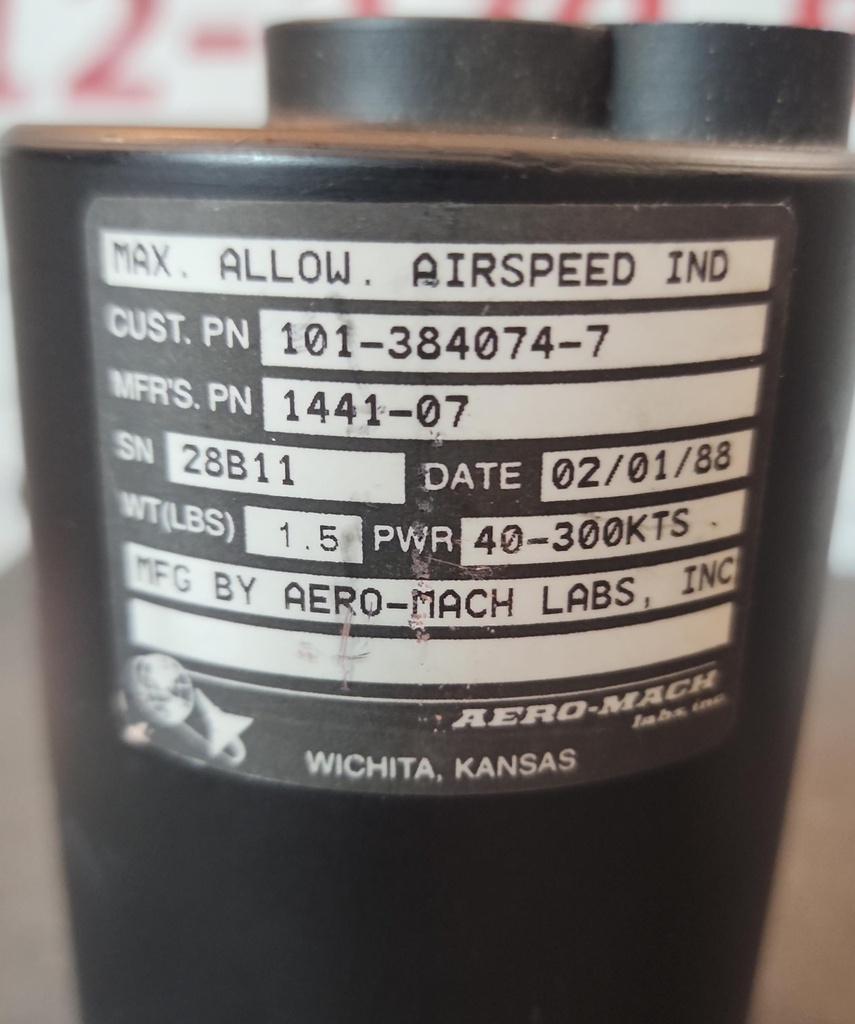 MAX. ALLOW. AIRSPEED IND
CUST. PN 101-384074-7
MFR'S. PN 1441-07
SN 28B11 DATE 02/01/88
WT(LBS) 1.5 PWR 40-300KTS
MFG BY AERO-MACH LABS, INC
AERO-MACH
labs, inc.
WICHITA, KANSAS